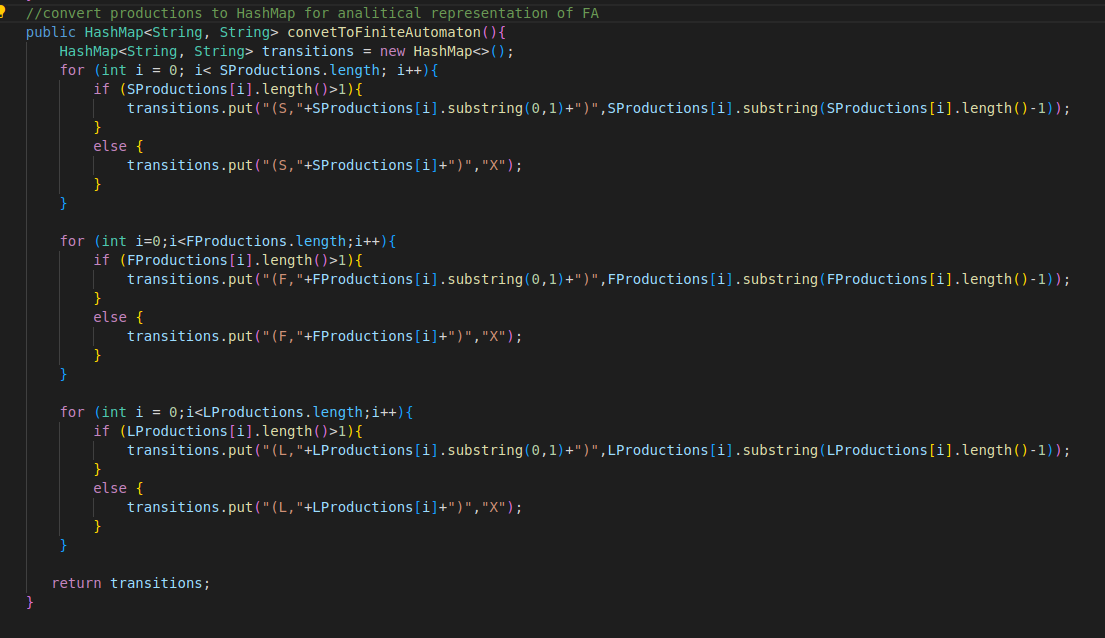 //convert productions to HashMap for analitical representation of FA
public HashMap<String, String> convetToFiniteAutomaton(){
    HashMap<String, String> transitions = new HashMap<>();
    for (int i = 0; i< SProductions.length; i++){
        if (SProductions[i].length()>1){
            transitions.put("(S,"+SProductions[i].substring(0,1)+")",SProductions[i].substring(SProductions[i].length()-1));
        }
        else {
            transitions.put("(S,"+SProductions[i]+")","X");
        }
    }

    for (int i=0;i<FProductions.length;i++){
        if (FProductions[i].length()>1){
            transitions.put("(F,"+FProductions[i].substring(0,1)+")",FProductions[i].substring(FProductions[i].length()-1));
        }
        else {
            transitions.put("(F,"+FProductions[i]+")","X");
        }
    }

    for (int i = 0;i<LProductions.length;i++){
        if (LProductions[i].length()>1){
            transitions.put("(L,"+LProductions[i].substring(0,1)+")",LProductions[i].substring(LProductions[i].length()-1));
        }
        else {
            transitions.put("(L,"+LProductions[i]+")","X");
        }
    }

   return transitions;
}